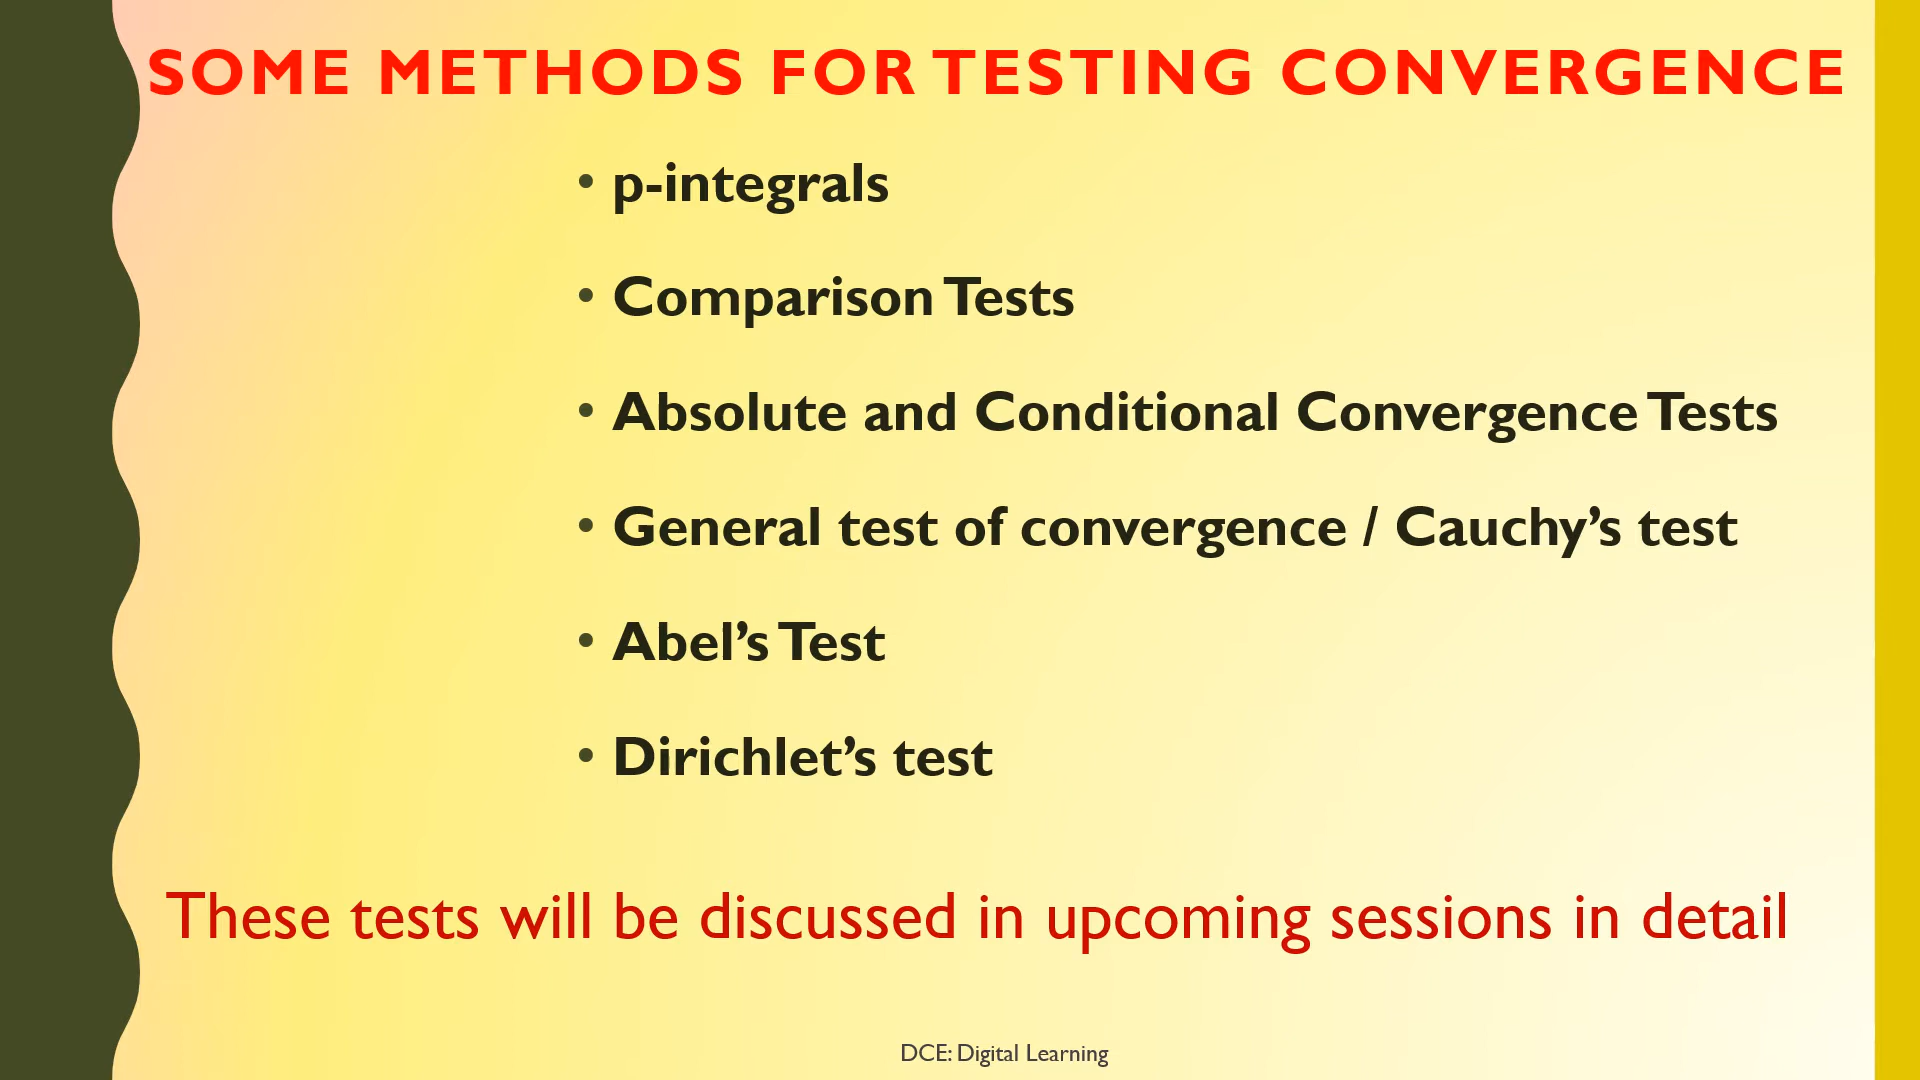 SOME METHODS FOR TESTING CONVERGENCE
• p-integrals
• Comparison Tests
• Absolute and Conditional Convergence Tests
• General test of convergence / Cauchy’s test
• Abel’s Test
• Dirichlet’s test
These tests will be discussed in upcoming sessions in detail
DCE: Digital Learning